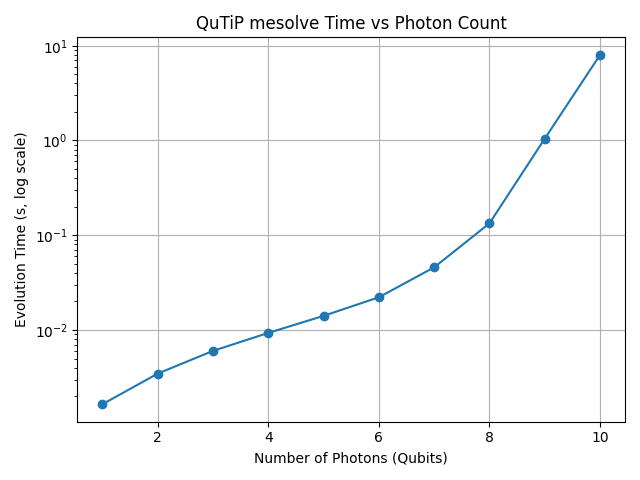 QuTiP mesolve Time vs Photon Count
Evolution Time (s, log scale)
10¹
10⁰
10⁻¹
10⁻²
2 4 6 8 10
Number of Photons (Qubits)